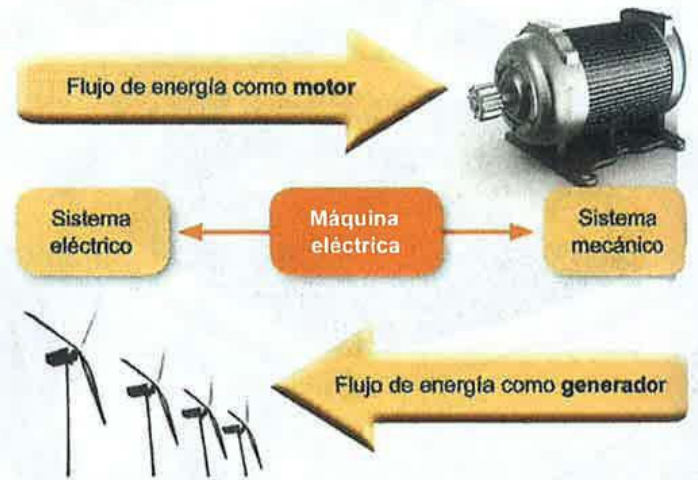 Flujo de energía como motor
Sistema
eléctrico
Máquina
eléctrica
Sistema
mecánico
Flujo de energía como generador